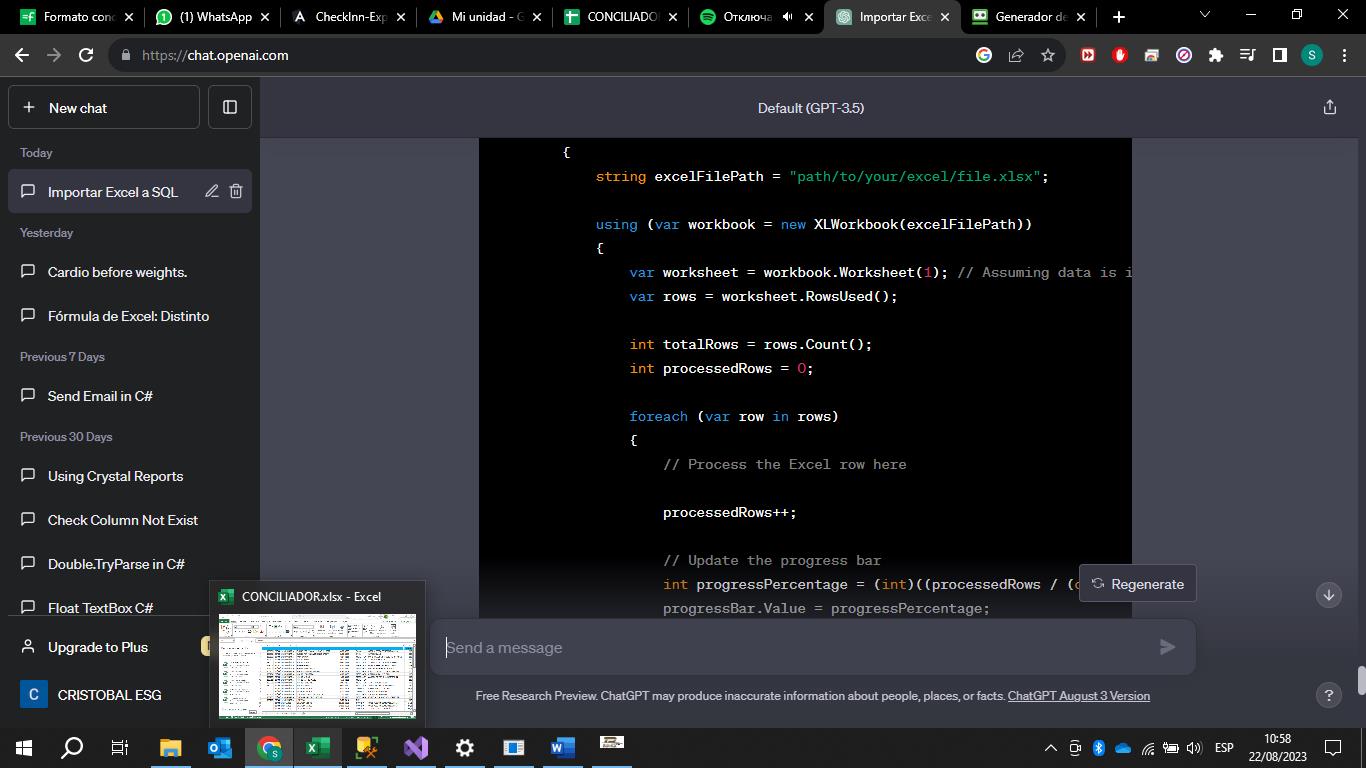 Formato con
(1) WhatsApp
CheckInn-Exp
Mi unidad - G
CONCILIADO
Отключа
Importar Exce
Generador de
https://chat.openai.com
S
New chat
Default (GPT-3.5)
Today
Importar Excel a SQL
Yesterday
Cardio before weights.
Fórmula de Excel: Distinto
Previous 7 Days
Send Email in C#
Previous 30 Days
Using Crystal Reports
Check Column Not Exist
Double.TryParse in C#
Float TextBox C#
Upgrade to Plus
C CRISTOBAL ESG
{
string excelFilePath = "path/to/your/excel/file.xlsx";
using (var workbook = new XLWorkbook(excelFilePath))
{
var worksheet = workbook.Worksheet(1); // Assuming data is i
var rows = worksheet.RowsUsed();
int totalRows = rows.Count();
int processedRows = 0;
foreach (var row in rows)
{
// Process the Excel row here
processedRows++;
// Update the progress bar
int progressPercentage = (int)((processedRows / (
progressBar.Value = progressPercentage;
Regenerate
CONCILIADOR.xlsx - Excel
Send a message
Free Research Preview. ChatGPT may produce inaccurate information about people, places, or facts. ChatGPT August 3 Version
?
ESP
10:58
22/08/2023